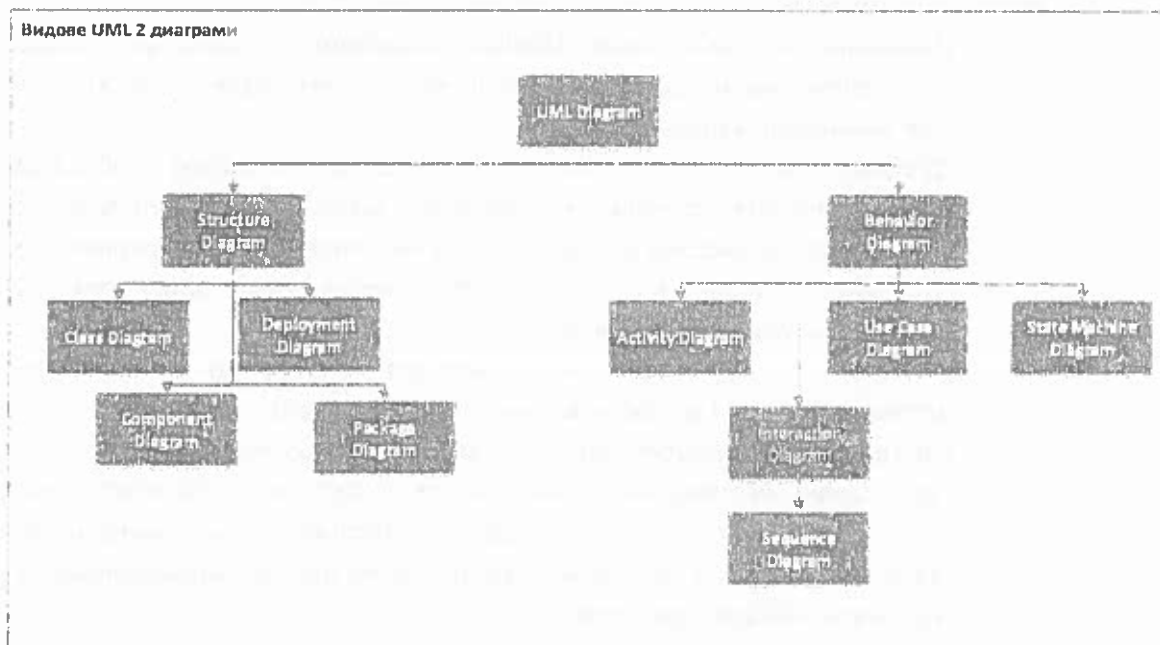 Видове UML 2 диаграми
UML Diagram
Structure
Diagram
Behavior
Diagram
Class Diagram
Deployment
Diagram
Activity Diagram
Use Case
Diagram
State Machine
Diagram
Component
Diagram
Package
Diagram
Interaction
Diagram
Sequence
Diagram